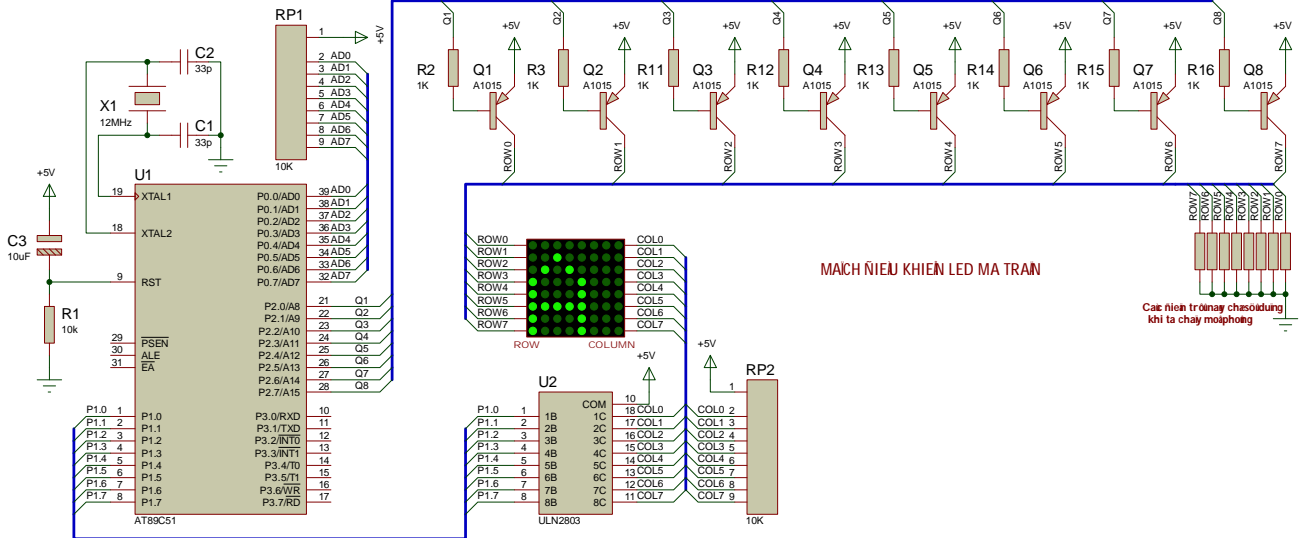 RP1
1
+5V
2 AD0
3 AD1
4 AD2
5 AD3
6 AD4
7 AD5
8 AD6
9 AD7
10K
C2
33p
X1
12MHz
C1
33p
+5V
C3
10uF
R1
10k
U1
19 XTAL1
18 XTAL2
9 RST
29 PSEN
30 ALE
31 EA
P1.0 1 P1.0
P1.1 2 P1.1
P1.2 3 P1.2
P1.3 4 P1.3
P1.4 5 P1.4
P1.5 6 P1.5
P1.6 7 P1.6
P1.7 8 P1.7
P0.0/AD0 39 AD0
P0.1/AD1 38 AD1
P0.2/AD2 37 AD2
P0.3/AD3 36 AD3
P0.4/AD4 35 AD4
P0.5/AD5 34 AD5
P0.6/AD6 33 AD6
P0.7/AD7 32 AD7
P2.0/A8 21 Q1
P2.1/A9 22 Q2
P2.2/A10 23 Q3
P2.3/A11 24 Q4
P2.4/A12 25 Q5
P2.5/A13 26 Q6
P2.6/A14 27 Q7
P2.7/A15 28 Q8
P3.0/RXD 10
P3.1/TXD 11
P3.2/INT0 12
P3.3/INT1 13
P3.4/T0 14
P3.5/T1 15
P3.6/WR 16
P3.7/RD 17
AT89C51
Q1 +5V
R2 1K
Q1 A1015
ROW0
Q2 +5V
R3 1K
Q2 A1015
ROW1
Q3 +5V
R11 1K
Q3 A1015
ROW2
Q4 +5V
R12 1K
Q4 A1015
ROW3
Q5 +5V
R13 1K
Q5 A1015
ROW4
Q6 +5V
R14 1K
Q6 A1015
ROW5
Q7 +5V
R15 1K
Q7 A1015
ROW6
Q8 +5V
R16 1K
Q8 A1015
ROW7
ROW7 ROW6 ROW5 ROW4 ROW3 ROW2 ROW1 ROW0
ROW0 COL0
ROW1 COL1
ROW2 COL2
ROW3 COL3
ROW4 COL4
ROW5 COL5
ROW6 COL6
ROW7 COL7
ROW COLUMN
LED MA
khi ta
U2
+5V
COM 10
P1.0 1 1B 1C 18 COL0
P1.1 2 2B 2C 17 COL1
P1.2 3 3B 3C 16 COL2
P1.3 4 4B 4C 15 COL3
P1.4 5 5B 5C 14 COL4
P1.5 6 6B 6C 13 COL5
P1.6 7 7B 7C 12 COL6
P1.7 8 8B 8C 11 COL7
ULN2803
+5V
RP2
1
COL0 2
COL1 3
COL2 4
COL3 5
COL4 6
COL5 7
COL6 8
COL7 9
10K